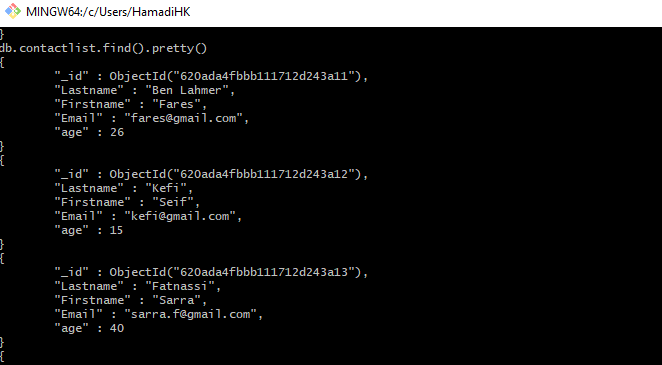 MINGW64:/c/Users/HamadiHK
}
db.contactlist.find().pretty()
{
"_id" : ObjectId("620ada4fbbb111712d243a11"),
"Lastname" : "Ben Lahmer",
"Firstname" : "Fares",
"Email" : "fares@gmail.com",
"age" : 26
}
{
"_id" : ObjectId("620ada4fbbb111712d243a12"),
"Lastname" : "Kefi",
"Firstname" : "Seif",
"Email" : "kefi@gmail.com",
"age" : 15
}
{
"_id" : ObjectId("620ada4fbbb111712d243a13"),
"Lastname" : "Fatnassi",
"Firstname" : "Sarra",
"Email" : "sarra.f@gmail.com",
"age" : 40
}
{